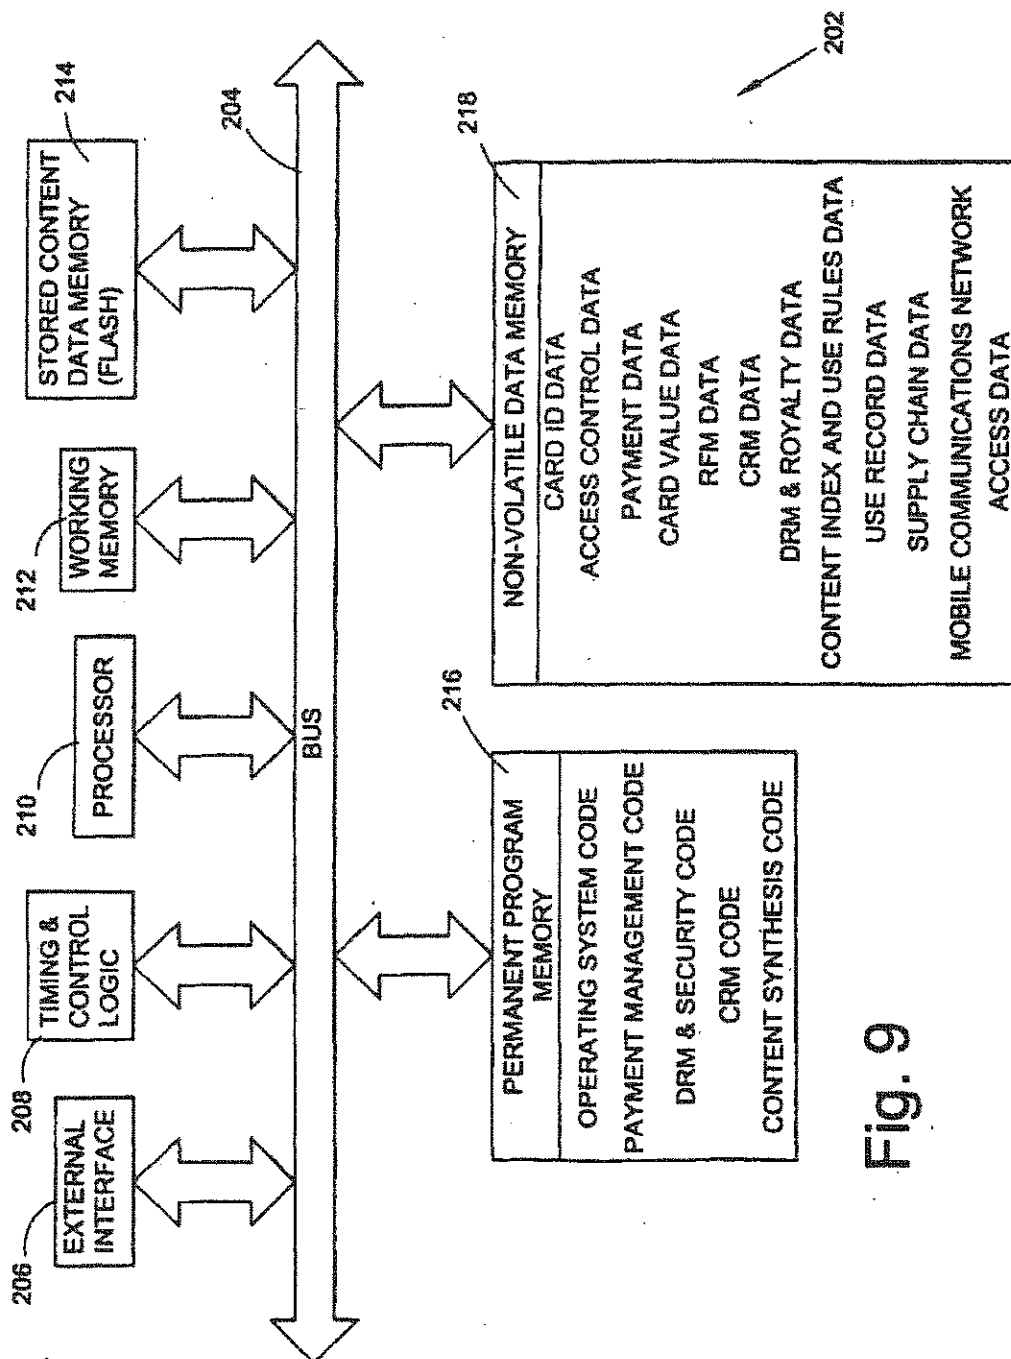 206
EXTERNAL
INTERFACE
208
TIMING &
CONTROL
LOGIC
210
PROCESSOR
212
WORKING
MEMORY
STORED CONTENT
DATA MEMORY
(FLASH)
214
BUS
204
PERMANENT PROGRAM
MEMORY
216
OPERATING SYSTEM CODE
PAYMENT MANAGEMENT CODE
DRM & SECURITY CODE
CRM CODE
CONTENT SYNTHESIS CODE
NON-VOLATILE DATA MEMORY
218
CARD ID DATA
ACCESS CONTROL DATA
PAYMENT DATA
CARD VALUE DATA
RFM DATA
CRM DATA
DRM & ROYALTY DATA
CONTENT INDEX AND USE RULES DATA
USE RECORD DATA
SUPPLY CHAIN DATA
MOBILE COMMUNICATIONS NETWORK
ACCESS DATA
202
Fig. 9